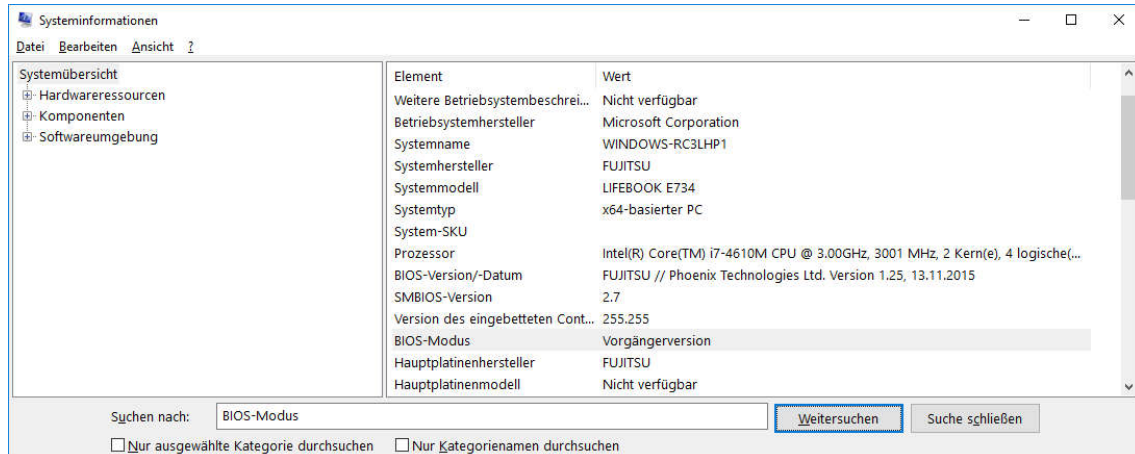 Systeminformationen
Datei Bearbeiten Ansicht ?
Systemübersicht
Hardwareressourcen
Komponenten
Softwareumgebung
Element Wert
Weitere Betriebsystembeschrei... Nicht verfügbar
Betriebsystemhersteller Microsoft Corporation
Systemname WINDOWS-RC3LHP1
Systemhersteller FUJITSU
Systemmodell LIFEBOOK E734
Systemtyp x64-basierter PC
System-SKU
Prozessor Intel(R) Core(TM) i7-4610M CPU @ 3.00GHz, 3001 MHz, 2 Kern(e), 4 logische(...
BIOS-Version/-Datum FUJITSU // Phoenix Technologies Ltd. Version 1.25, 13.11.2015
SMBIOS-Version 2.7
Version des eingebetteten Cont... 255.255
BIOS-Modus Vorgängerversion
Hauptplatinenhersteller FUJITSU
Hauptplatinenmodell Nicht verfügbar
Suchen nach: BIOS-Modus Weitersuchen Suche schließen
Nur ausgewählte Kategorie durchsuchen Nur Kategorienamen durchsuchen